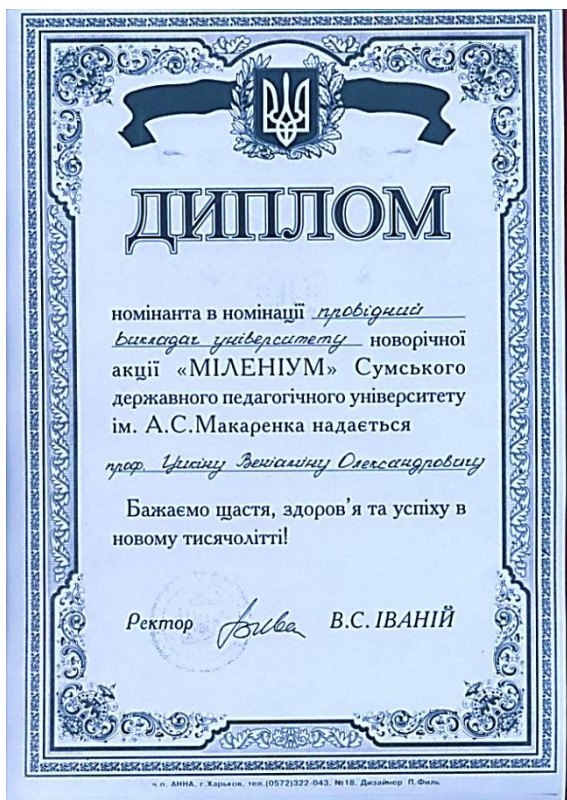 ДИПЛОМ
номінанта в номінації провідний
викладач університету новорічної
акції «МІЛЕНІУМ» Сумського
державного педагогічного університету
ім. А.С.Макаренка надається
проф. Цикіну Веніаміну Олександровичу
Бажаємо щастя, здоров’я та успіху в
новому тисячолітті!
Ректор В.С. ІВАНІЙ
ч.п. АННА, г.Харьков, тел.(0572)322-043. №18. Дизайнер П.Филь